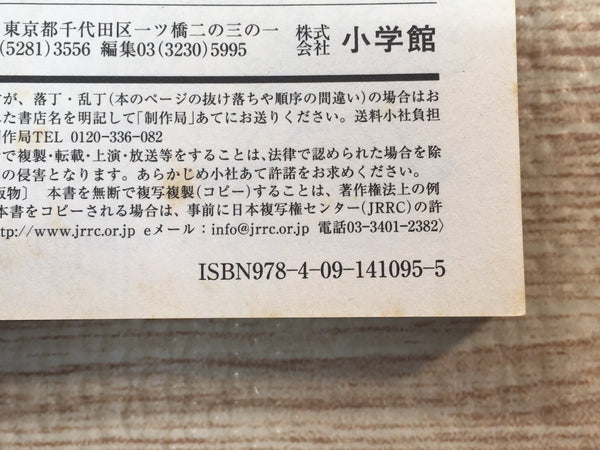 東京都千代田区一ツ橋二の三の一 株式会社 小学館
(5281)3556 編集03(3230)5995
が、落丁・乱丁(本のページの抜け落ちや順序の間違い)の場合はお
た書店名を明記して「制作局」あてにお送りください。送料小社負担
作局TEL 0120-336-082
で複製・転載・上演・放送等をすることは、法律で認められた場合を除
の侵害となります。あらかじめ小社あて許諾をお求めください。
版物] 本書を無断で複写複製(コピー)することは、著作権法上の例
本書をコピーされる場合は、事前に日本複写権センター(JRRC)の許
tp://www.jrrc.or.jp eメール:info@jrrc.or.jp 電話03-3401-2382〉
ISBN978-4-09-141095-5